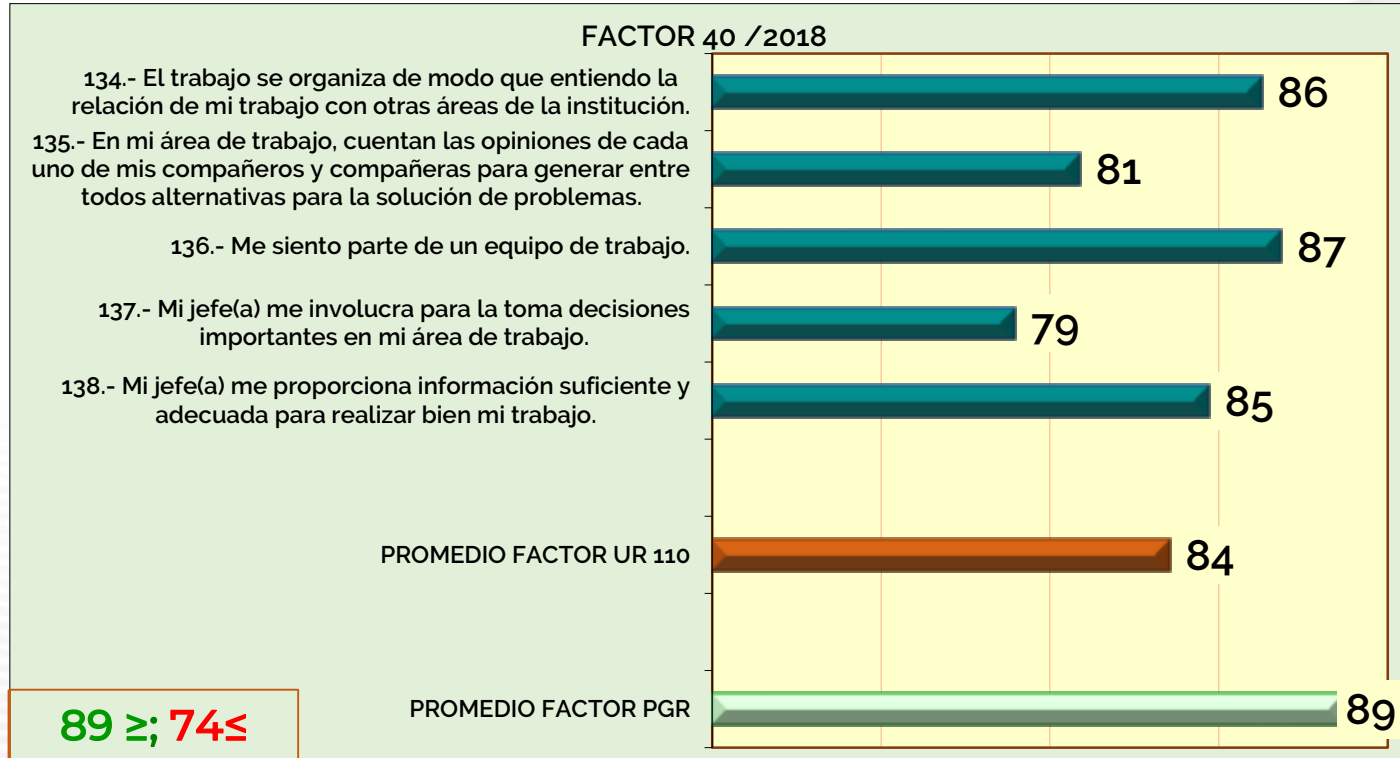 FACTOR 40 /2018
134.- El trabajo se organiza de modo que entiendo la
relación de mi trabajo con otras áreas de la institución.
86
135.- En mi área de trabajo, cuentan las opiniones de cada
uno de mis compañeros y compañeras para generar entre
todos alternativas para la solución de problemas.
81
136.- Me siento parte de un equipo de trabajo.
87
137.- Mi jefe(a) me involucra para la toma decisiones
importantes en mi área de trabajo.
79
138.- Mi jefe(a) me proporciona información suficiente y
adecuada para realizar bien mi trabajo.
85
PROMEDIO FACTOR UR 110
84
PROMEDIO FACTOR PGR
89
89 ≥; 74≤